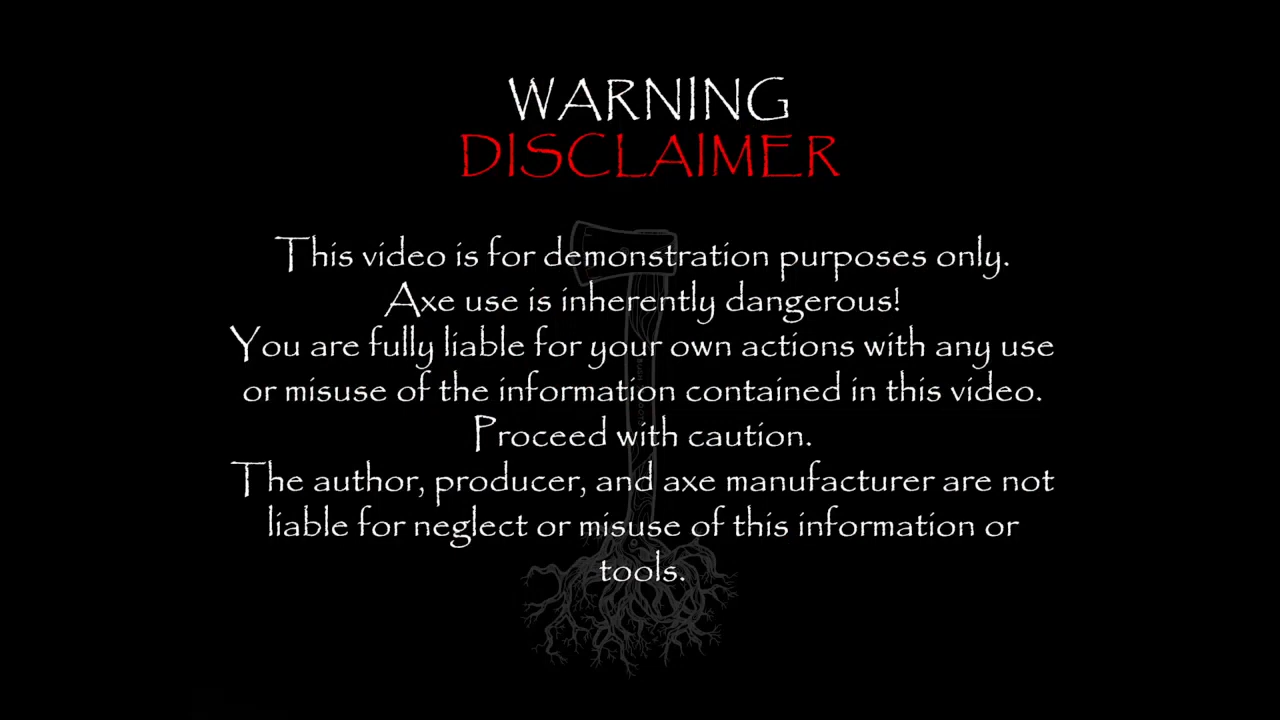 WARNING
DISCLAIMER
This video is for demonstration purposes only.
Axe use is inherently dangerous!
You are fully liable for your own actions with any use
or misuse of the information contained in this video.
Proceed with caution.
The author, producer, and axe manufacturer are not
liable for neglect or misuse of this information or
tools.